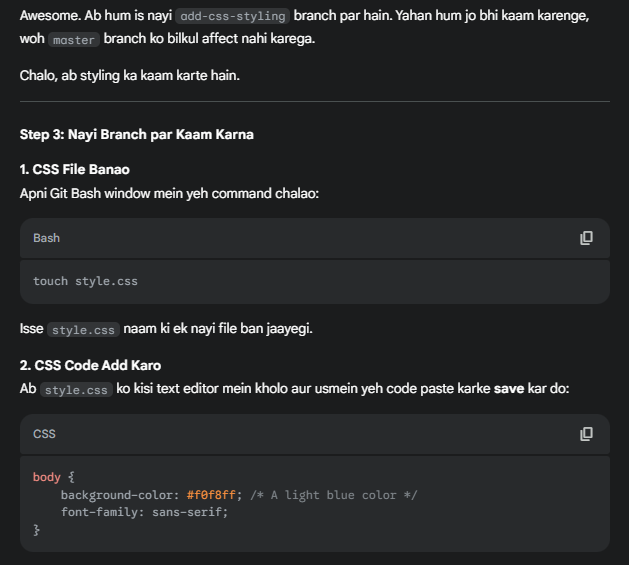 Awesome. Ab hum is nayi add-css-styling branch par hain. Yahan hum jo bhi kaam karenge,
woh master branch ko bilkul affect nahi karega.
Chalo, ab styling ka kaam karte hain.
Step 3: Nayi Branch par Kaam Karna
1. CSS File Banao
Apni Git Bash window mein yeh command chalao:
Bash
touch style.css
Isse style.css naam ki ek nayi file ban jaayegi.
2. CSS Code Add Karo
Ab style.css ko kisi text editor mein kholo aur usmein yeh code paste karke save kar do:
CSS
body {
    background-color: #f0f8ff; /* A light blue color */
    font-family: sans-serif;
}